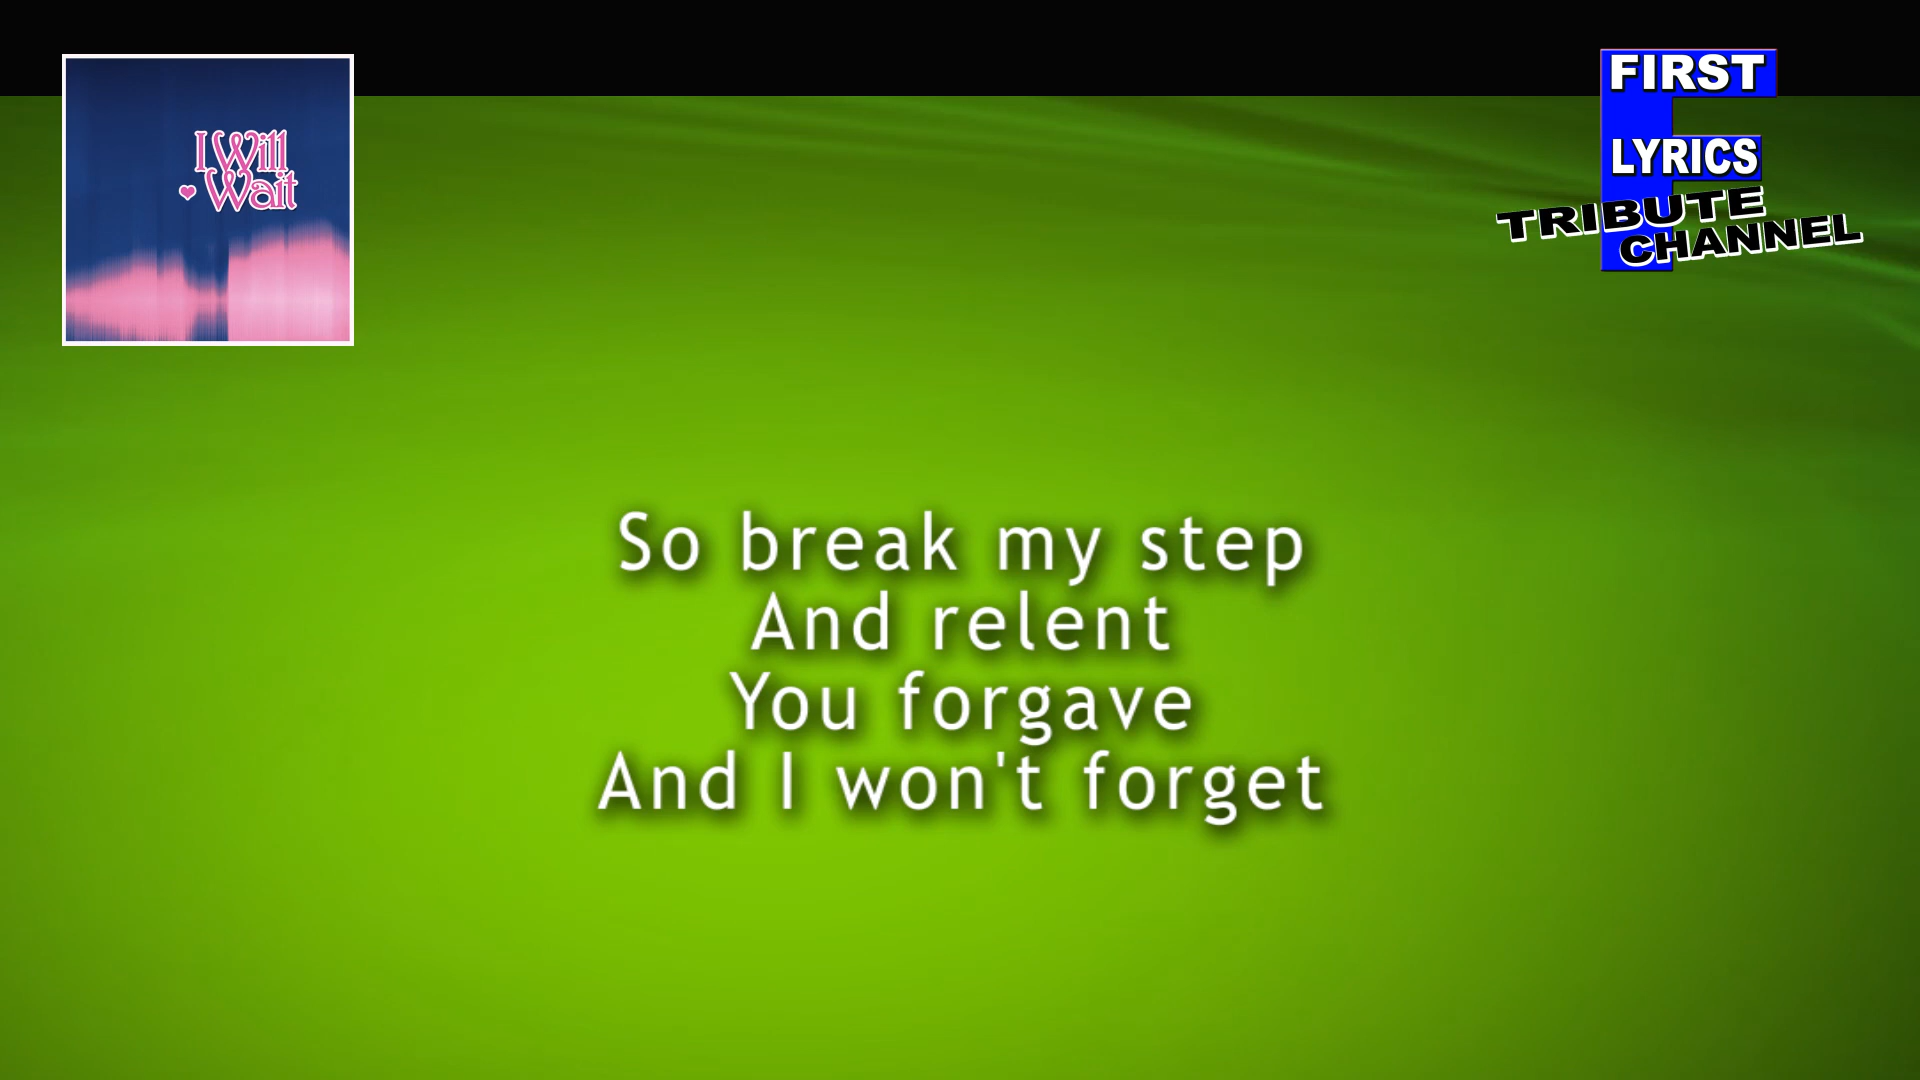 I Will
Wait
FIRST
LYRICS
TRIBUTE
CHANNEL
So break my step
And relent
You forgave
And I won't forget